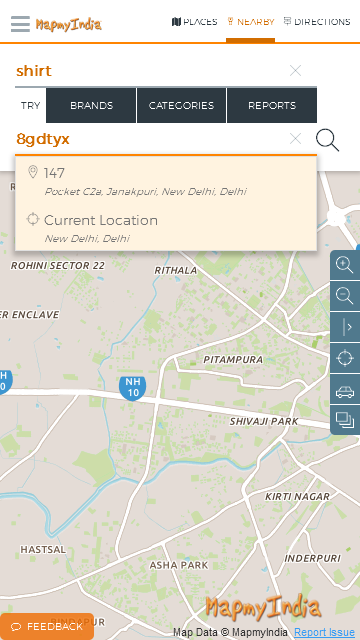 MapmyIndia
PLACES
NEARBY
DIRECTIONS
shirt
TRY
BRANDS
CATEGORIES
REPORTS
8gdtyx
147
Pocket C2a, Janakpuri, New Delhi, Delhi
Current Location
New Delhi, Delhi
ROHINI SECTOR 22
RITHALA
ER ENCLAVE
PITAMPURA
H
0
NH
10
SHIVAJI PARK
KIRTI NAGAR
HASTSAL
ASHA PARK
INDERPURI
MapmyIndia
FEEDBACK
Map Data © MapmyIndia, Report Issue